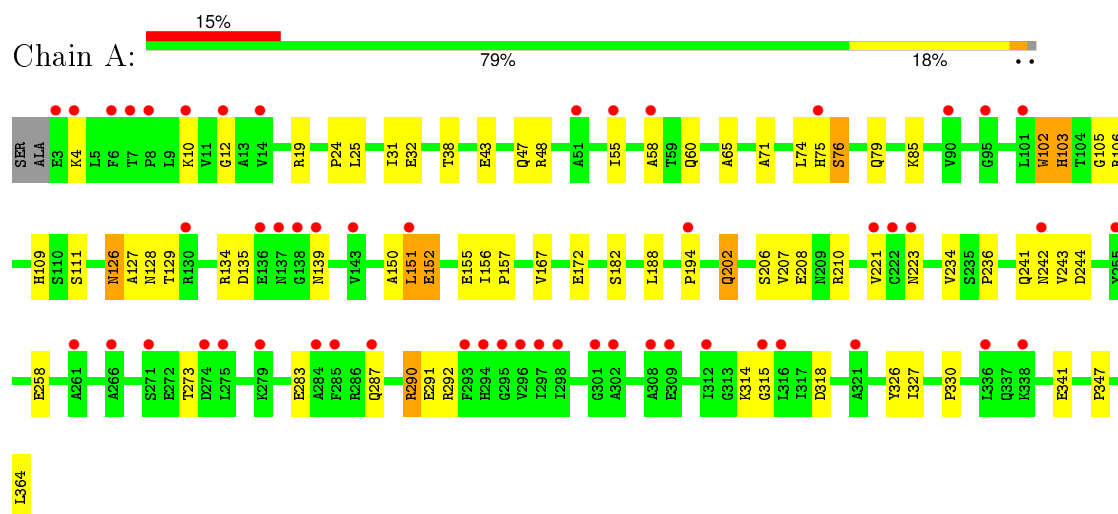 15%
Chain A:
79% 18% ••
SER ALA E3 K4 L5 F6 T7 P8 L9 K10 V11 G12 A13 V14 R19 P24 L25 I31 E32 T38 E43 Q47 R48 A51 I55 A58 T59 Q60 A65 A71 L74 H75 S76 Q79 K85 V90 G95 L101 W102 H103 T104 G105
H109 S110 S111 N126 A127 N128 T129 R130 R134 D135 E136 N137 G138 N139 V143 A150 L151 E152 E155 I156 P157 V167 E172 S182 L188 P194 Q202 S206 V207 E208 N209 R210 V221 C222 N223 V234 S235 P236 Q241 N242 V243 D244
E258 A261 A266 S271 E272 T273 D274 L275 K279 E283 A284 F285 R286 Q287 R290 E291 R292 F293 H294 G295 V296 I297 I298 G301 A302 A308 E309 I312 G313 K314 G315 L316 I317 D318 A321 Y326 I327 P330 L336 Q337 K338 E341 P347
L364